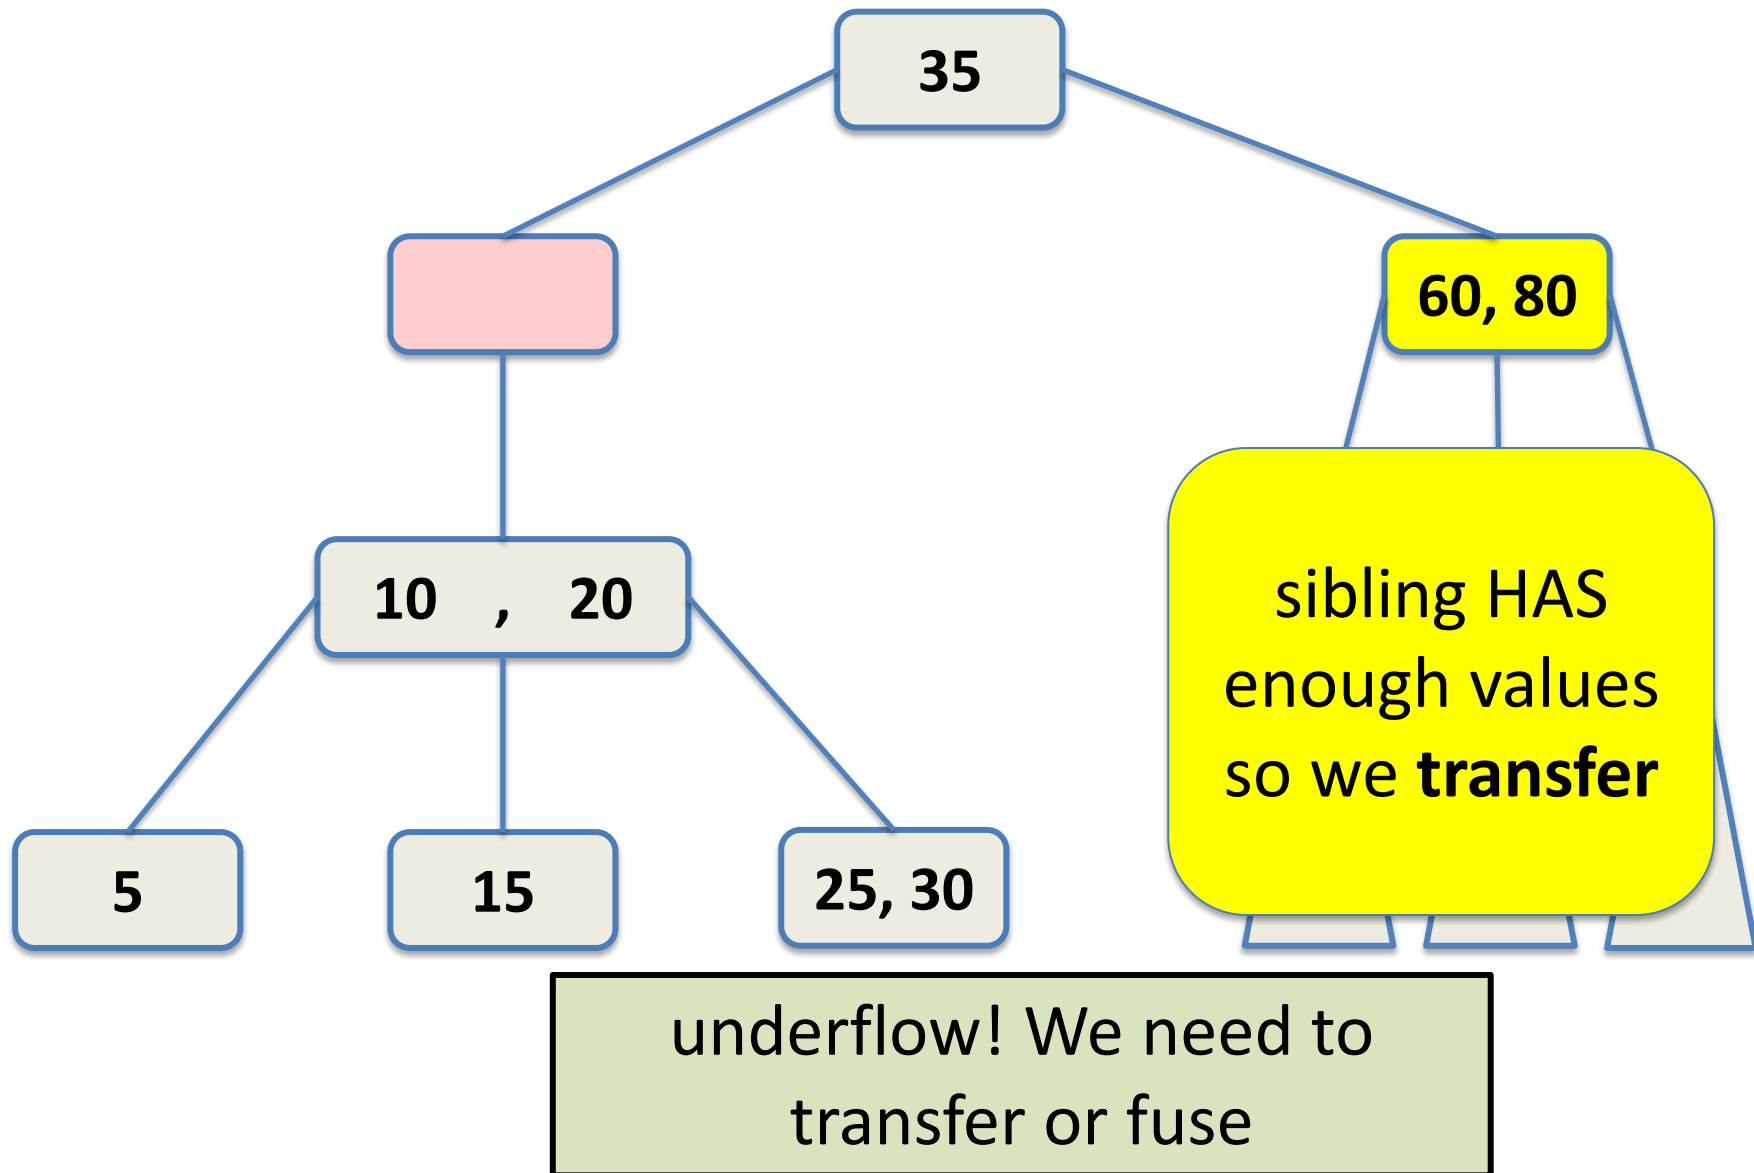 35
60, 80
10 , 20
sibling HAS
enough values
so we transfer
5
15
25, 30
underflow! We need to
transfer or fuse